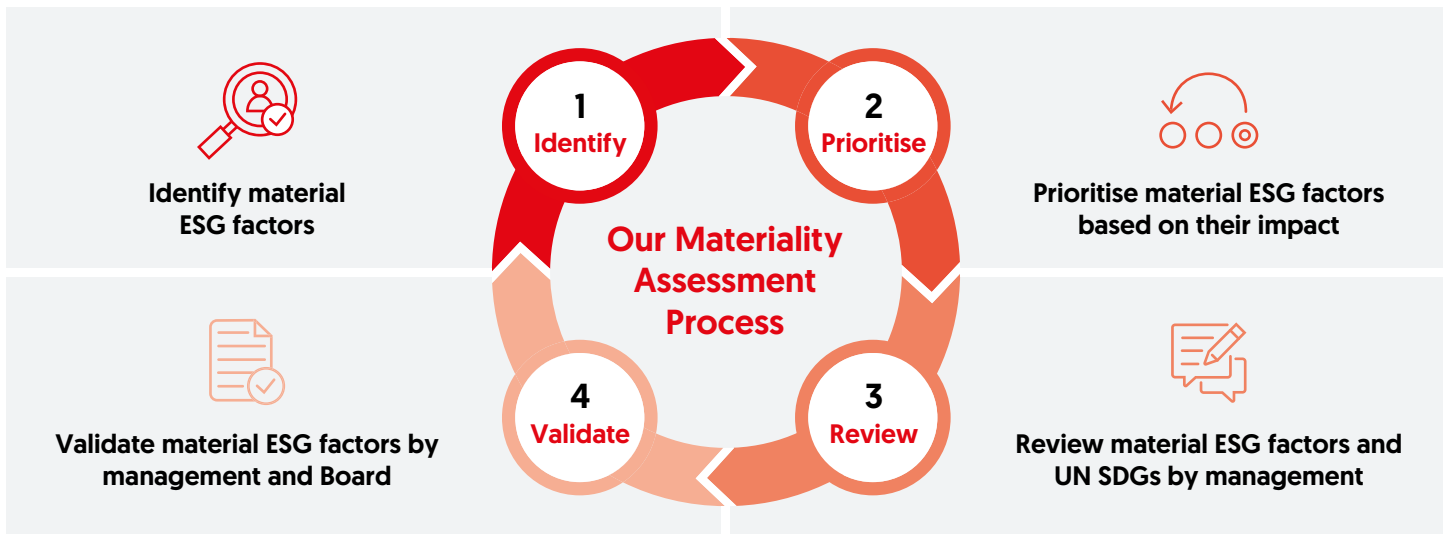 1
Identify
Identify material
ESG factors
2
Prioritise
Prioritise material ESG factors
based on their impact
Our Materiality
Assessment
Process
3
Review
Review material ESG factors and
UN SDGs by management
4
Validate
Validate material ESG factors by
management and Board